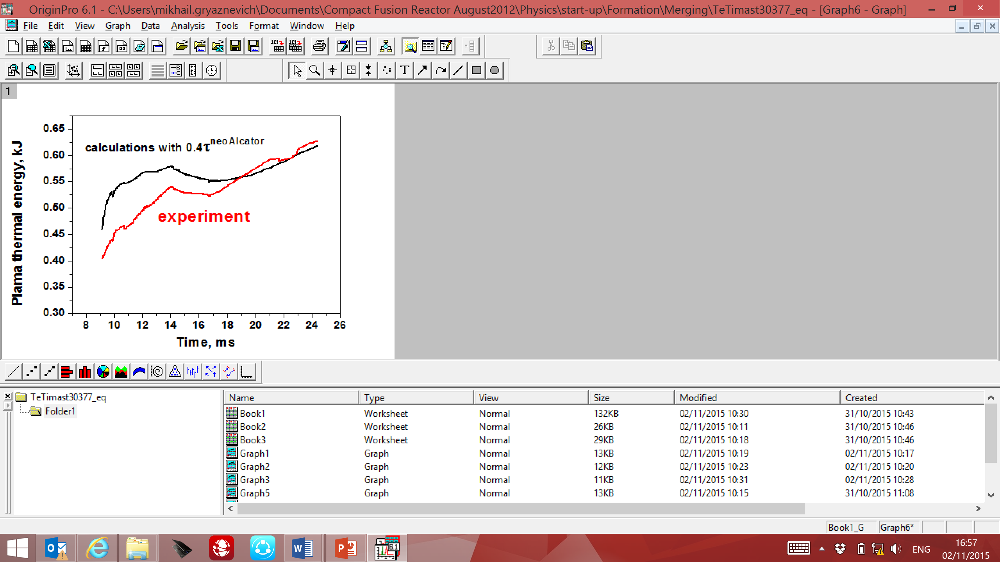 OriginPro 6.1 - C:\Users\mikhail.gryaznevich\Documents\Compact Fusion Reactor August2012\Physics\start-up\Formation\Merging\TeTimast30377_eq - [Graph6 - Graph]
File Edit View Graph Data Analysis Tools Format Window Help
1
0.65
calculations with 0.4τ^neoAlcator
0.60
0.55
0.50
experiment
0.45
0.40
0.35
0.30
Plama thermal energy, kJ
8 10 12 14 16 18 20 22 24 26
Time, ms
TeTimast30377_eq
Folder1
Name Type View Size Modified Created
Book1 Worksheet Normal 132KB 02/11/2015 10:30 31/10/2015 10:43
Book2 Worksheet Normal 26KB 02/11/2015 10:11 31/10/2015 10:46
Book3 Worksheet Normal 29KB 02/11/2015 10:18 31/10/2015 10:46
Graph1 Graph Normal 13KB 02/11/2015 10:19 02/11/2015 10:17
Graph2 Graph Normal 12KB 02/11/2015 10:23 02/11/2015 10:20
Graph3 Graph Normal 11KB 02/11/2015 10:31 02/11/2015 10:28
Graph5 Graph Normal 13KB 02/11/2015 10:15 31/10/2015 11:08
Book1_G Graph6*
6.1
ENG
16:57
02/11/2015